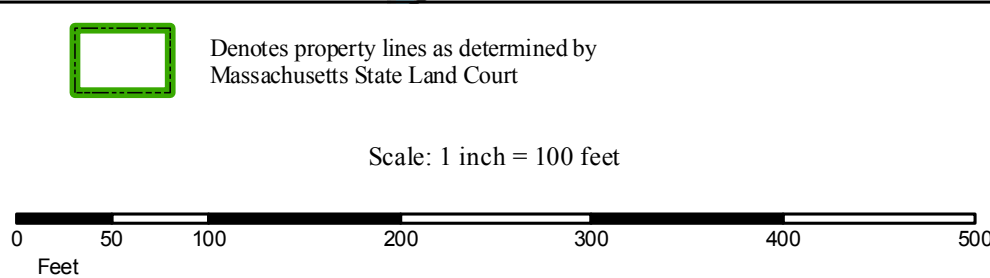 Denotes property lines as determined by
Massachusetts State Land Court
Scale: 1 inch = 100 feet
0 50 100 200 300 400 500
Feet